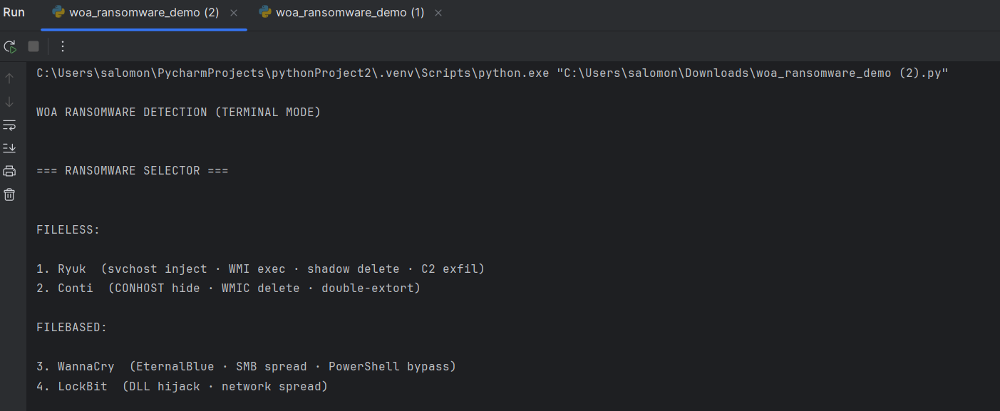 Run woa_ransomware_demo (2) woa_ransomware_demo (1)
C:\Users\salomon\PycharmProjects\pythonProject2\.venv\Scripts\python.exe "C:\Users\salomon\Downloads\woa_ransomware_demo (2).py"
WOA RANSOMWARE DETECTION (TERMINAL MODE)
=== RANSOMWARE SELECTOR ===
FILELESS:
1. Ryuk (svchost inject · WMI exec · shadow delete · C2 exfil)
2. Conti (CONHOST hide · WMIC delete · double-extort)
FILEBASED:
3. WannaCry (EternalBlue · SMB spread · PowerShell bypass)
4. LockBit (DLL hijack · network spread)